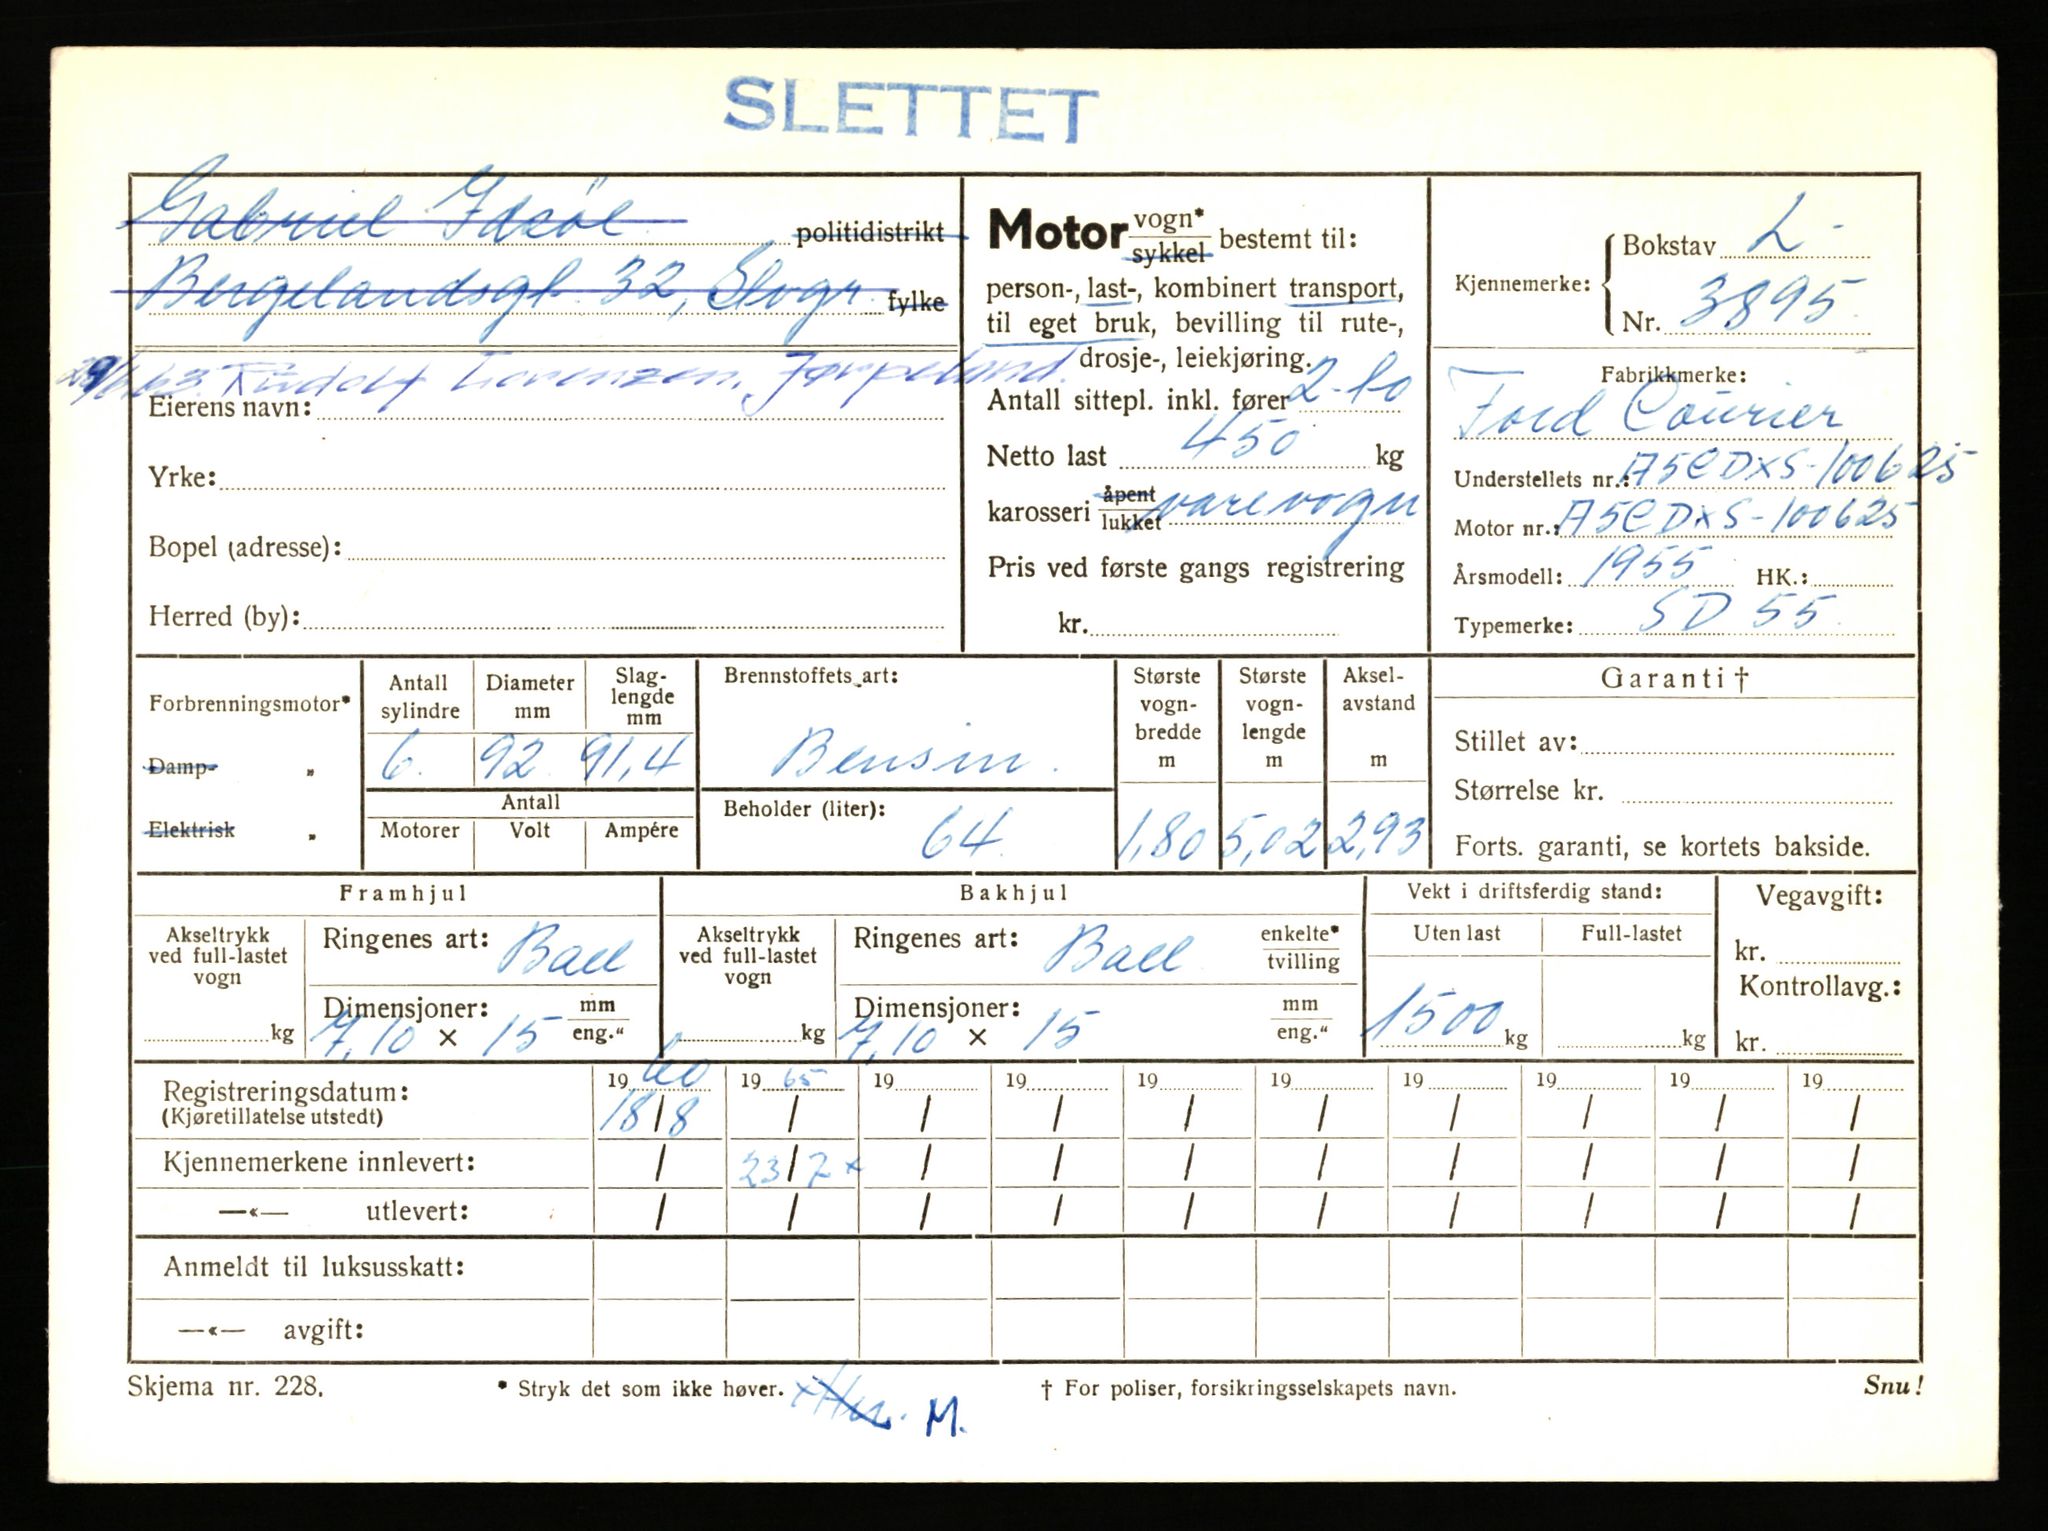 SLETTET
Gabriel Idsöe politidistrikt
Bergelandsgt. 32, Stvgr. fylke
Rudolf Lorenzen, Jørpeland.
Eierens navn:
Yrke:
Bopel (adresse):
Herred (by):
Motor vogn* sykkel bestemt til:
person-, last-, kombinert transport,
til eget bruk, bevilling til rute-,
drosje-, leiekjøring.
Antall sittepl. inkl. fører 2
Netto last 450 kg
karosseri åpent lukket varevogn
Pris ved første gangs registrering
kr.
Kjennemerke: Bokstav L.
Nr. 3895
Fabrikkmerke:
Ford Courier
Understellets nr.: A5CDXS-100625
Motor nr.: A5CDXS-100625
Årsmodell: 1955 HK.:
Typemerke: SD 55
Forbrenningsmotor*
Damp- "
Elektrisk "
Antall sylindre Diameter mm Slag-lengde mm
6. 92 91,4
Antall
Motorer Volt Ampére
Brennstoffets art:
Bensin.
Beholder (liter): 64
Største vogn-bredde m 1,80
Største vogn-lengde m 5,02
Aksel-avstand m 2,93
Garanti †
Stillet av:
Størrelse kr.
Forts. garanti, se kortets bakside.
Framhjul
Akseltrykk ved full-lastet vogn kg
Ringenes art: Ball
Dimensjoner: mm eng."
7,10 × 15
Bakhjul
Akseltrykk ved full-lastet vogn kg
Ringenes art: Ball enkelte* tvilling
Dimensjoner: mm eng."
7,10 × 15
Vekt i driftsferdig stand:
Uten last Full-lastet
1500 kg kg
Vegavgift:
kr.
Kontrollavg.:
kr.
Registreringsdatum: 19 60 19 65 19 19 19 19 19 19 19 19
(Kjøretillatelse utstedt) 18/8 / / / / / / / / /
Kjennemerkene innlevert: / 23/7 x / / / / / / / /
—«— utlevert: / / / / / / / / / /
Anmeldt til luksusskatt:
—«— avgift:
Skjema nr. 228. * Stryk det som ikke høver. x M. † For poliser, forsikringsselskapets navn. Snu!